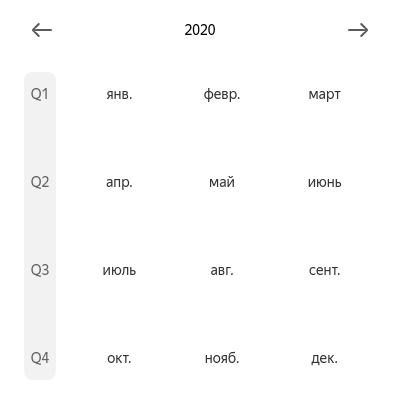 2020
Q1 янв. февр. март
Q2 апр. май июнь
Q3 июль авг. сент.
Q4 окт. нояб. дек.